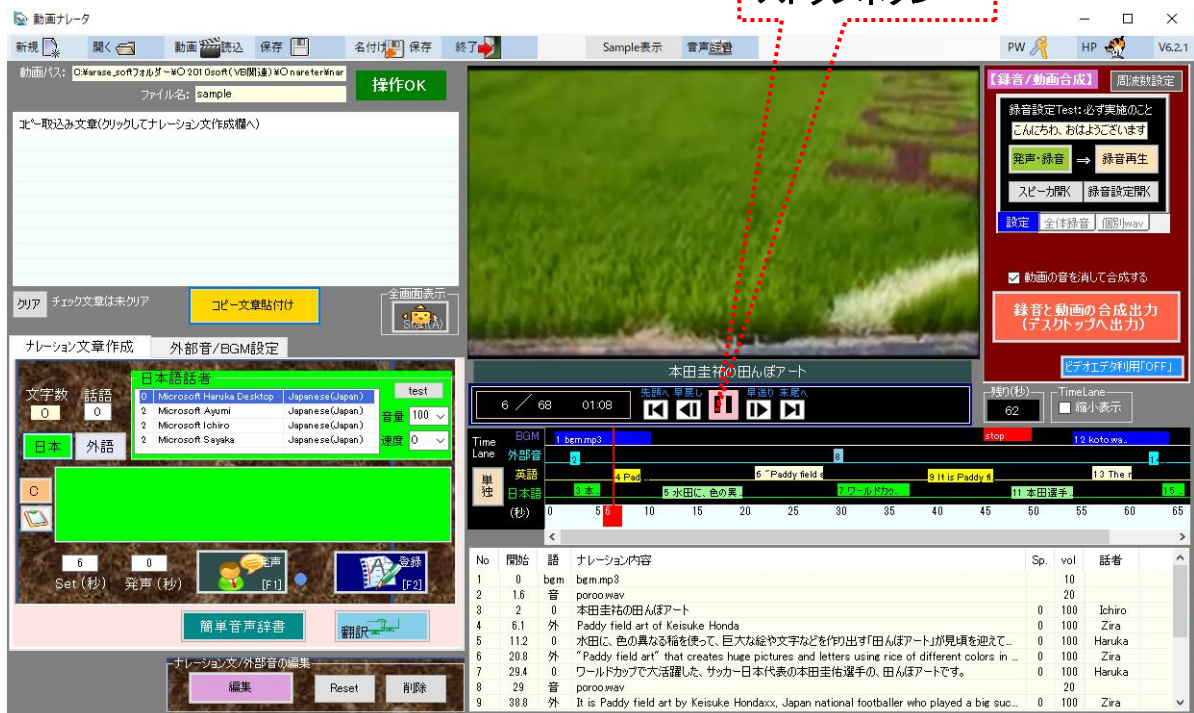 動画ナレータ
新規 開く 動画 読込 保存 名付け 保存 終了 Sample表示 音声 PW HP V6.2.1
動画パス: C:¥arase_softフォルダー¥○2010soft(VB関連)¥Onareter¥nar
ファイル名: sample
操作OK
コピー取込み文章(クリックしてナレーション文作成欄へ)
クリア チェック文章は未クリア
コピー文章貼付け
全画面表示
ナレーション文章作成 外部音/BGM設定
文字数 話語
0 0
日本 外語
日本語話者
0 Microsoft Haruka Desktop Japanese(Japan)
2 Microsoft Ayumi Japanese(Japan)
2 Microsoft Ichiro Japanese(Japan)
2 Microsoft Sayaka Japanese(Japan)
test
音量 100
速度 0
C
6 0
Set(秒) 発声(秒)
発声 [F1]
登録 [F2]
簡単音声辞書 翻訳
ナレーション文/外部音の編集
編集 Reset 削除
本田圭祐の田んぼアート
6 / 68 01:08
先頭へ 早戻し 早送り 末尾へ
【録音/動画合成】 周波数設定
録音設定Test:必ず実施のこと
こんにちわ、おはようございます
発声・録音 ⇒ 録音再生
スピーカ開く 録音設定開く
設定 全体録音 個別wav
動画の音を消して合成する
録音と動画の合成出力
(デスクトップへ出力)
ビデオエディタ利用「OFF」
残り(秒)
62
TimeLane
縮小表示
Time Lane
単独
BGM 1 bgm.mp3 stop 12 koto.wa..
外部音 2 8 1
英語 4 Pad 6 "Paddy field 9 It is Paddy fi 13 The r
日本語 3 本 5 水田に、色の異 7 ワールドカップ 11 本田選手 15
(秒) 0 5 6 10 15 20 25 30 35 40 45 50 55 60 65
No 開始 語 ナレーション内容 Sp. vol 話者
1 0 bgm bgm.mp3 10
2 1.6 音 poroo.wav 20
3 2 0 本田圭祐の田んぼアート 0 100 Ichiro
4 6.1 外 Paddy field art of Keisuke Honda 0 100 Zira
5 11.2 0 水田に、色の異なる稲を使って、巨大な絵や文字などを作り出す「田んぼアート」が見頃を迎えて... 0 100 Haruka
6 20.8 外 "Paddy field art" that creates huge pictures and letters using rice of different colors in ... 0 100 Zira
7 29.4 0 ワールドカップで大活躍した、サッカー日本代表の本田圭佑選手の、田んぼアートです。 0 100 Haruka
8 29 音 poroo.wav 20
9 38.8 外 It is Paddy field art by Keisuke Hondaxx, Japan national footballer who played a big suc... 0 100 Zira